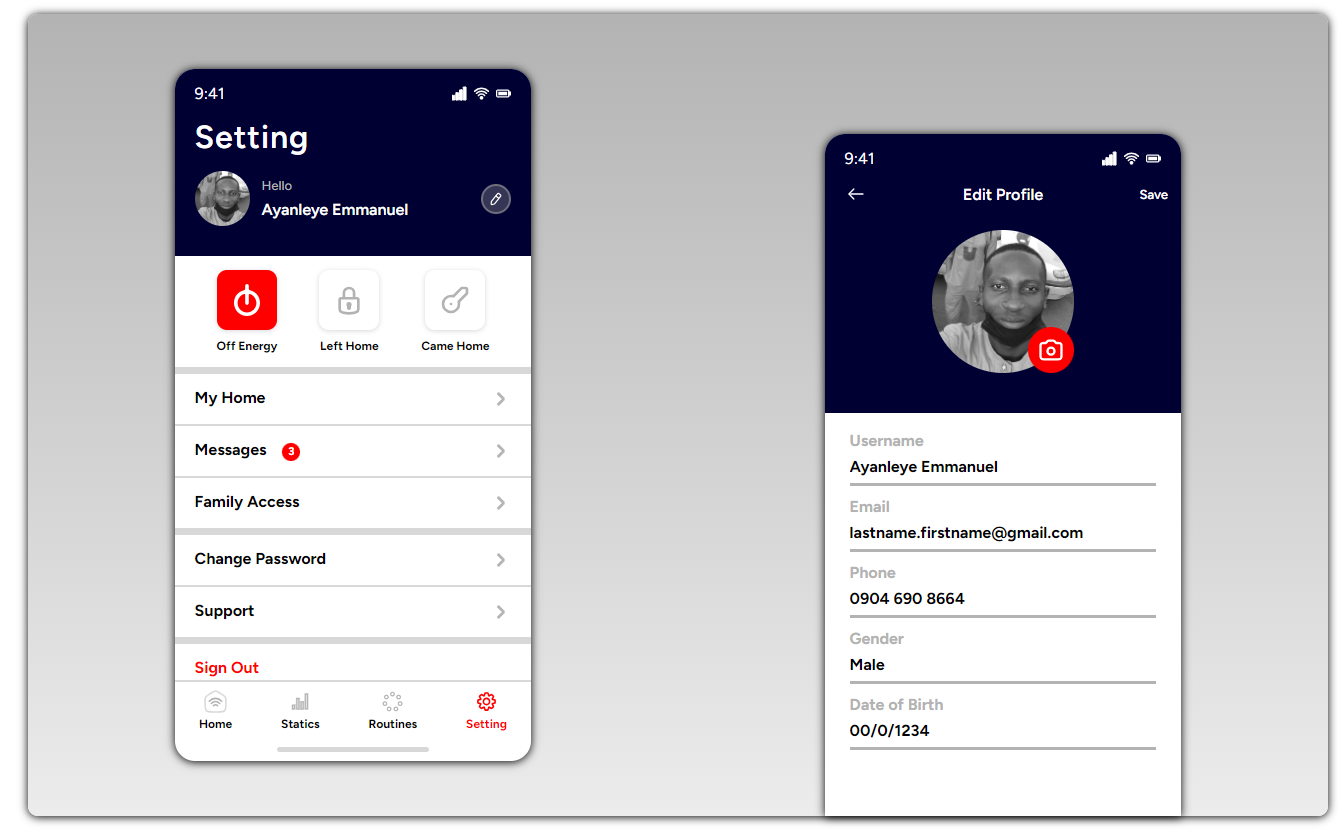 9:41
Setting
Hello
Ayanleye Emmanuel
Off Energy
Left Home
Came Home
My Home
Messages 3
Family Access
Change Password
Support
Sign Out
Home
Statics
Routines
Setting
9:41
Edit Profile
Save
Username
Ayanleye Emmanuel
Email
lastname.firstname@gmail.com
Phone
0904 690 8664
Gender
Male
Date of Birth
00/0/1234